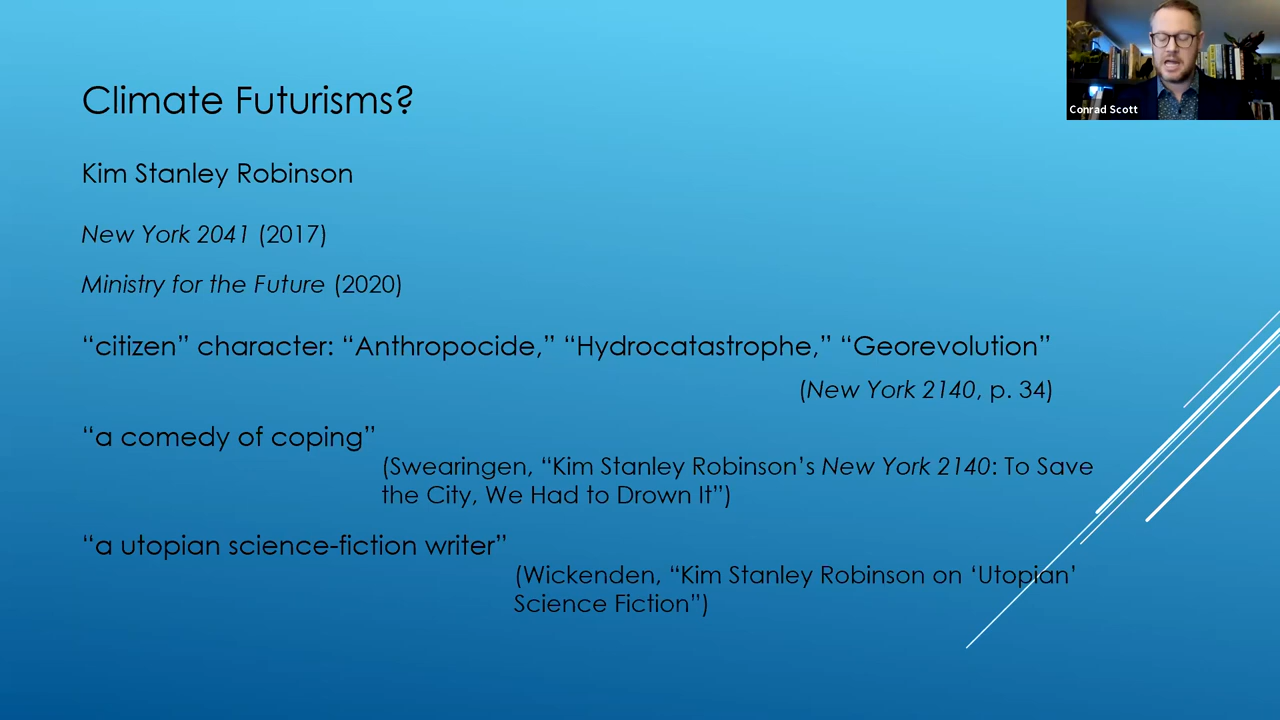 Conrad Scott
Climate Futurisms?
Kim Stanley Robinson
New York 2041 (2017)
Ministry for the Future (2020)
“citizen” character: “Anthropocide,” “Hydrocatastrophe,” “Georevolution”
(New York 2140, p. 34)
“a comedy of coping”
(Swearingen, “Kim Stanley Robinson’s New York 2140: To Save
the City, We Had to Drown It”)
“a utopian science-fiction writer”
(Wickenden, “Kim Stanley Robinson on ‘Utopian’
Science Fiction”)